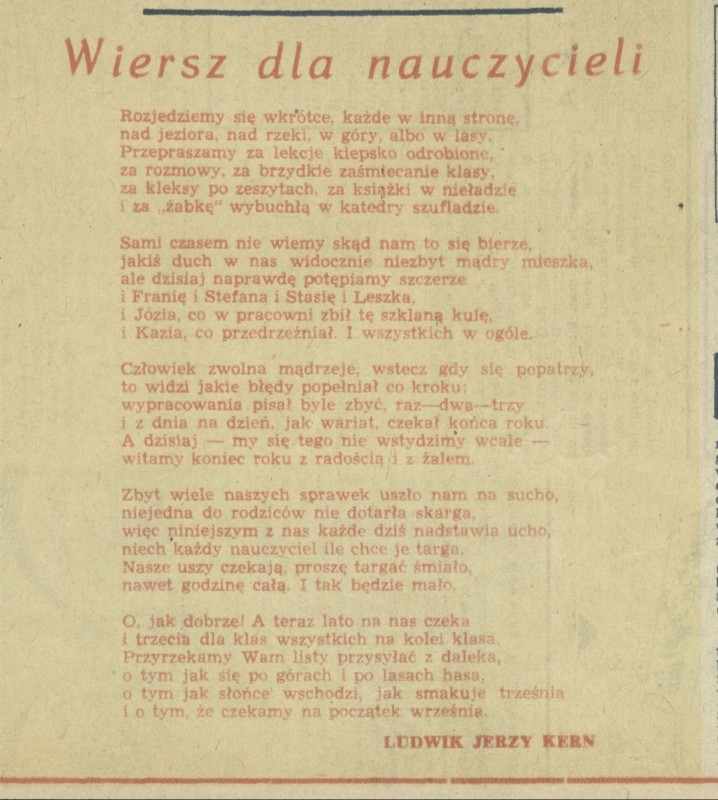 Wiersz dla nauczycieli
Rozjedziemy się wkrótce, każde w inną stronę,
nad jeziora, nad rzeki, w góry, albo w lasy.
Przepraszamy za lekcje kiepsko odrobione,
za rozmowy, za brzydkie zaśmiecanie klasy,
za kleksy po zeszytach, za książki w nieładzie
i za „żabkę“ wybuchłą w katedry szufladzie.
Sami czasem nie wiemy skąd nam to się bierze,
jakiś duch w nas widocznie niezbyt mądry mieszka,
ale dzisiaj naprawdę potępiamy szczerze
i Franię i Stefana i Stasię i Leszka,
i Józia, co w pracowni zbił tę szklaną kulę,
i Kazia, co przedrzeźniał. I wszystkich w ogóle.
Człowiek zwolna mądrzeje, wstecz gdy się popatrzy,
to widzi jakie błędy popełniał co kroku:
wypracowania pisał byle zbyć, raz—dwa—trzy
i z dnia na dzień, jak wariat, czekał końca roku.
A dzisiaj — my się tego nie wstydzimy wcale —
witamy koniec roku z radością i z żalem.
Zbyt wiele naszych sprawek uszło nam na sucho,
niejedna do rodziców nie dotarła skarga,
więc niniejszym z nas każde dziś nadstawia ucho,
niech każdy nauczyciel ile chce je targa.
Nasze uszy czekają, proszę targać śmiało,
nawet godzinę całą. I tak będzie mało.
O, jak dobrze! A teraz lato na nas czeka
i trzecia dla klas wszystkich na kolei klasa.
Przyrzekamy Wam listy przysyłać z daleka,
o tym jak się po górach i po lasach hasa,
o tym jak słońce wschodzi, jak smakuje trześnia
i o tym, że czekamy na początek września.
LUDWIK JERZY KERN